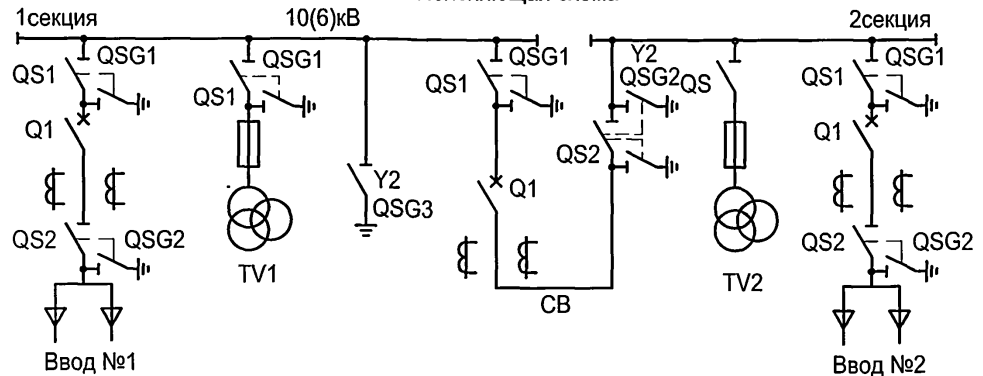 1секция
10(6)кВ
2секция
QSG1
QS1
Q1
QS2
QSG2
Ввод №1
QSG1
QS1
TV1
Y2
QSG3
QSG1
QS1
Q1
СВ
Y2
QSG2
QS2
QS
TV2
QSG1
QS1
Q1
QS2
QSG2
Ввод №2